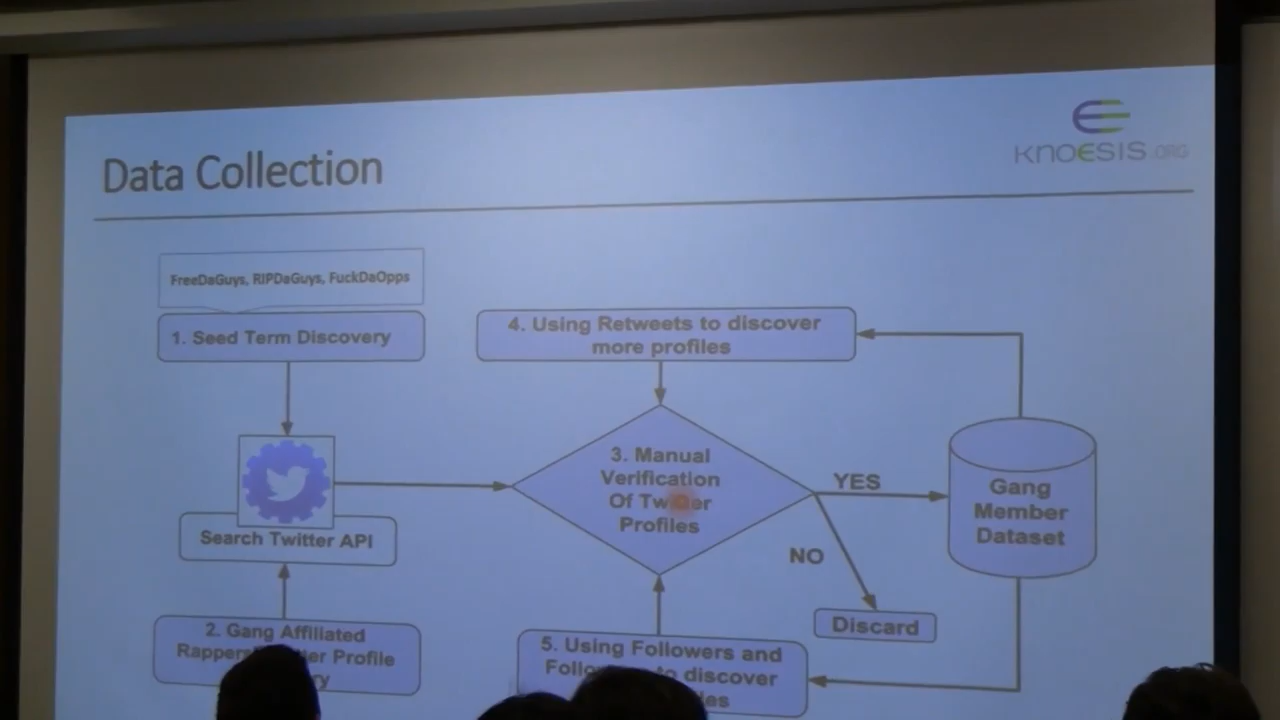 Data Collection
KNOESIS.ORG
FreeDaGuys, RIPDaGuys, FuckDaOpps
1. Seed Term Discovery
4. Using Retweets to discover
more profiles
3. Manual
Verification
Of Twitter
Profiles
YES
Gang
Member
Dataset
Search Twitter API
NO
Discard
2. Gang Affiliated
Profile
5. Using Followers and
to discover